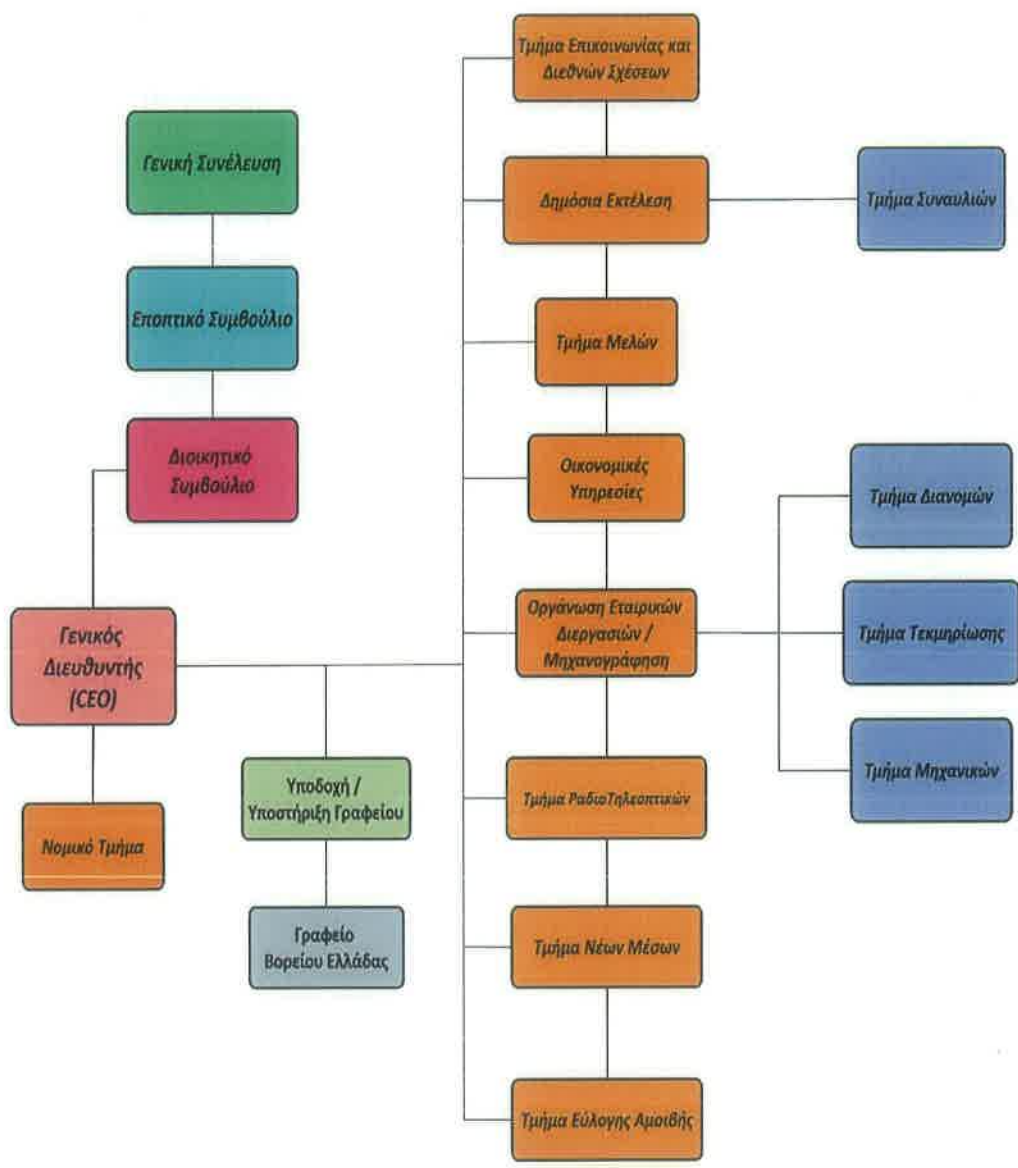 Γενική Συνέλευση
Εποπτικό Συμβούλιο
Διοικητικό
Συμβούλιο
Γενικός
Διευθυντής
(CEO)
Νομικό Τμήμα
Υποδοχή /
Υποστήριξη Γραφείου
Γραφείο
Βορείου Ελλάδας
Τμήμα Επικοινωνίας και
Διεθνών Σχέσεων
Δημόσια Εκτέλεση
Τμήμα Μελών
Οικονομικές
Υπηρεσίες
Οργάνωση Εταιρικών
Διεργασιών /
Μηχανογράφηση
Τμήμα ΡαδιοΤηλεοπτικών
Τμήμα Νέων Μέσων
Τμήμα Εύλογης Αμοιβής
Τμήμα Συναυλιών
Τμήμα Διανομών
Τμήμα Τεκμηρίωσης
Τμήμα Μηχανικών